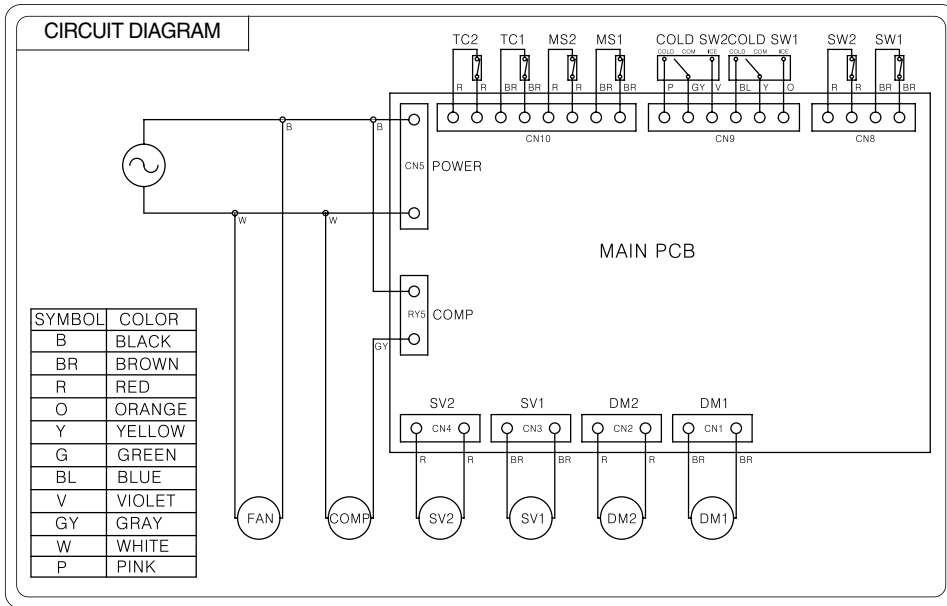 CIRCUIT DIAGRAM
TC2 TC1 MS2 MS1 COLD SW2 COLD SW1 SW2 SW1
COLD COM ICE COLD COM ICE
R R BR BR R R BR BR P GY V BL Y O R R BR BR
CN10 CN9 CN8
B B
CN5 POWER
W W
MAIN PCB
RY5 COMP
GY
SYMBOL COLOR
B BLACK
BR BROWN
R RED
O ORANGE
Y YELLOW
G GREEN
BL BLUE
V VIOLET
GY GRAY
W WHITE
P PINK
SV2 SV1 DM2 DM1
CN4 CN3 CN2 CN1
R R BR BR R R BR BR
FAN COMP SV2 SV1 DM2 DM1